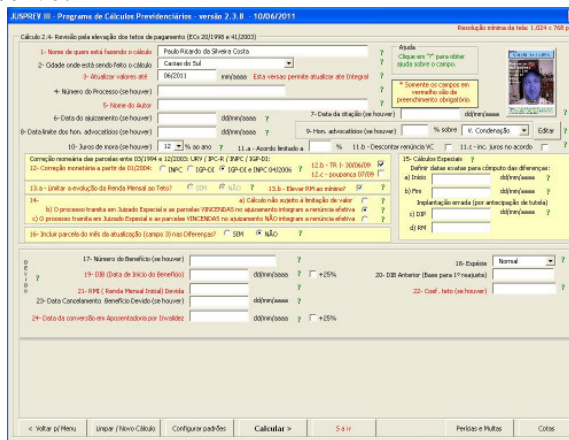 JUSPREV III - Programa de Cálculos Previdenciários - versão 2.3.8 - 10/06/2011
Resolução mínima da tela: 1.024 x 768 p
Cálculo 2.4- Revisão pela elevação dos tetos de pagamento (ECs 20/1998 e 41/2003)
1- Nome de quem está fazendo o cálculo Paulo Ricardo da Silveira Costa ?
Ajuda
Clique em "?" para obter ajuda sobre o campo.
2- Cidade onde está sendo feito o cálculo Caxias do Sul ?
3- Atualizar valores até 06/2011 mm/aaaa Esta versao permite atualizar ate Integral ?
* Somente os campos em vermelho são de preenchimento obrigatório.
4- Número do Processo (se houver) ?
5- Nome do Autor ?
6- Data do ajuizamento (se houver) dd/mm/aaaa ? 7- Data da citação (se houver) dd/mm/aaaa ?
8- Data limite dos hon. advocatícios (se houver) dd/mm/aaaa ? 9- Hon. advocatícios (se houver) % sobre V. Condenação Editar ?
10- Juros de mora (se houver) 12 % ao ano ? 11.a - Acordo limitado a % 11.b - Descontar renúncia VC ? 11.c - inc. juros no acordo ?
Correção monetária das parcelas entre 03/1994 e 12/2003: URV / IPC-R / INPC / IGP-DI:
12- Correção monetária a partir de 01/2004: INPC IGP-DI IGP-DI e INPC 04/2006 ? 12.b - TR I- 30/06/09 ?
12.c - poupança 07/09
13.a - Limitar a evolução da Renda Mensal ao Teto? SIM NÃO ? 13.b - Elevar RM ao mínimo? ?
14- a) Cálculo não sujeito à limitação de valor ?
b) O processo tramita em Juizado Especial e as parcelas VINCENDAS no ajuizamento integram a renúncia efetiva ?
c) O processo tramita em Juizado Especial e as parcelas VINCENDAS não integram a renúncia efetiva ?
15- Cálculos Especiais ?
Definir datas exatas para cômputo das diferenças:
a) Início dd/mm/aaaa
b) Fim dd/mm/aaaa
Implantação errada (por antecipação de tutela)
c) DIP dd/mm/aaaa
d) RM
16- Incluir parcela do mês da atualização (campo 3) nas Diferenças? SIM NÃO ?
DEVIDO
17- Número do Benefício (se houver) ? 18- Espécie Normal ?
? 19- DIB (Data de Início do Benefício) dd/mm/aaaa ? +25% 20- DIB Anterior (Base para 1º reajuste) dd/mm/aaaa ?
21- RMI (Renda Mensal Inicial) Devida ? 22- Coef. teto (se houver) ?
23- Data Cancelamento Benefício Devido (se houver) dd/mm/aaaa ?
24- Data da conversão em Aposentadoria por Invalidez dd/mm/aaaa ? +25%
< Voltar p/ Menu Limpar / Novo Cálculo Configurar padrões Calcular > Sair Perícias e Multas Cotas